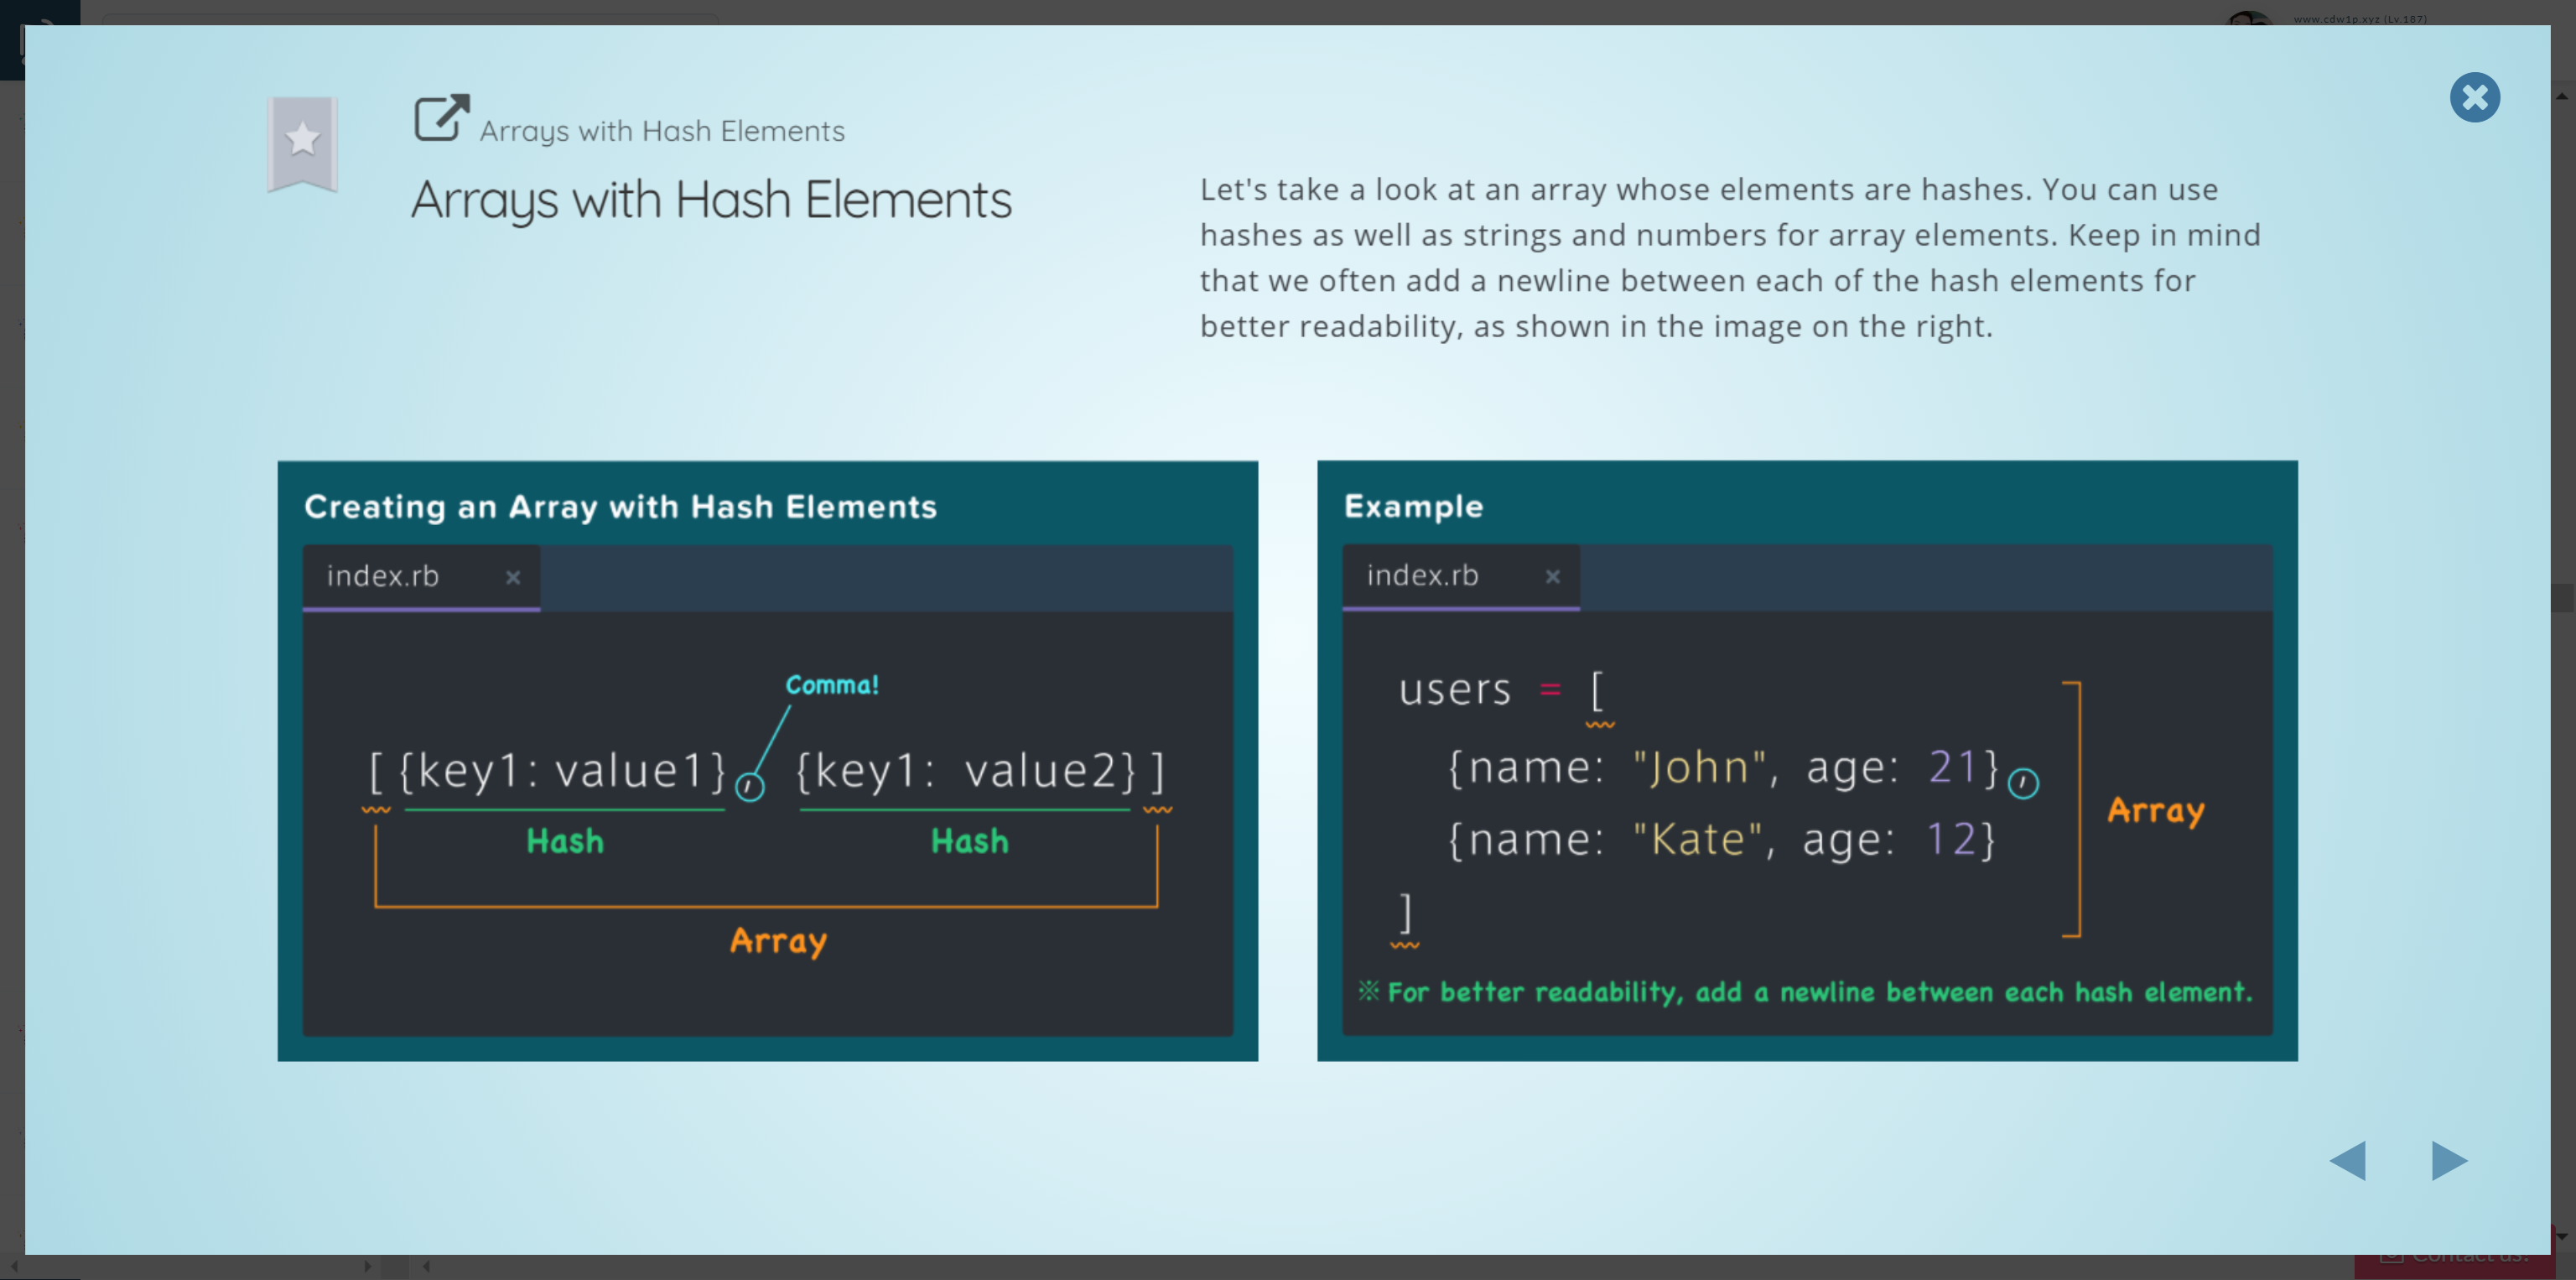 www.cdw1p.xyz (Lv.187)
Arrays with Hash Elements
Arrays with Hash Elements
Let's take a look at an array whose elements are hashes. You can use
hashes as well as strings and numbers for array elements. Keep in mind
that we often add a newline between each of the hash elements for
better readability, as shown in the image on the right.
Creating an Array with Hash Elements
index.rb ×
Comma!
[ {key1: value1} , {key1: value2} ]
Hash Hash
Array
Example
index.rb ×
users = [
{name: "John", age: 21} ,
{name: "Kate", age: 12}
]
Array
※ For better readability, add a newline between each hash element.
Contact us!